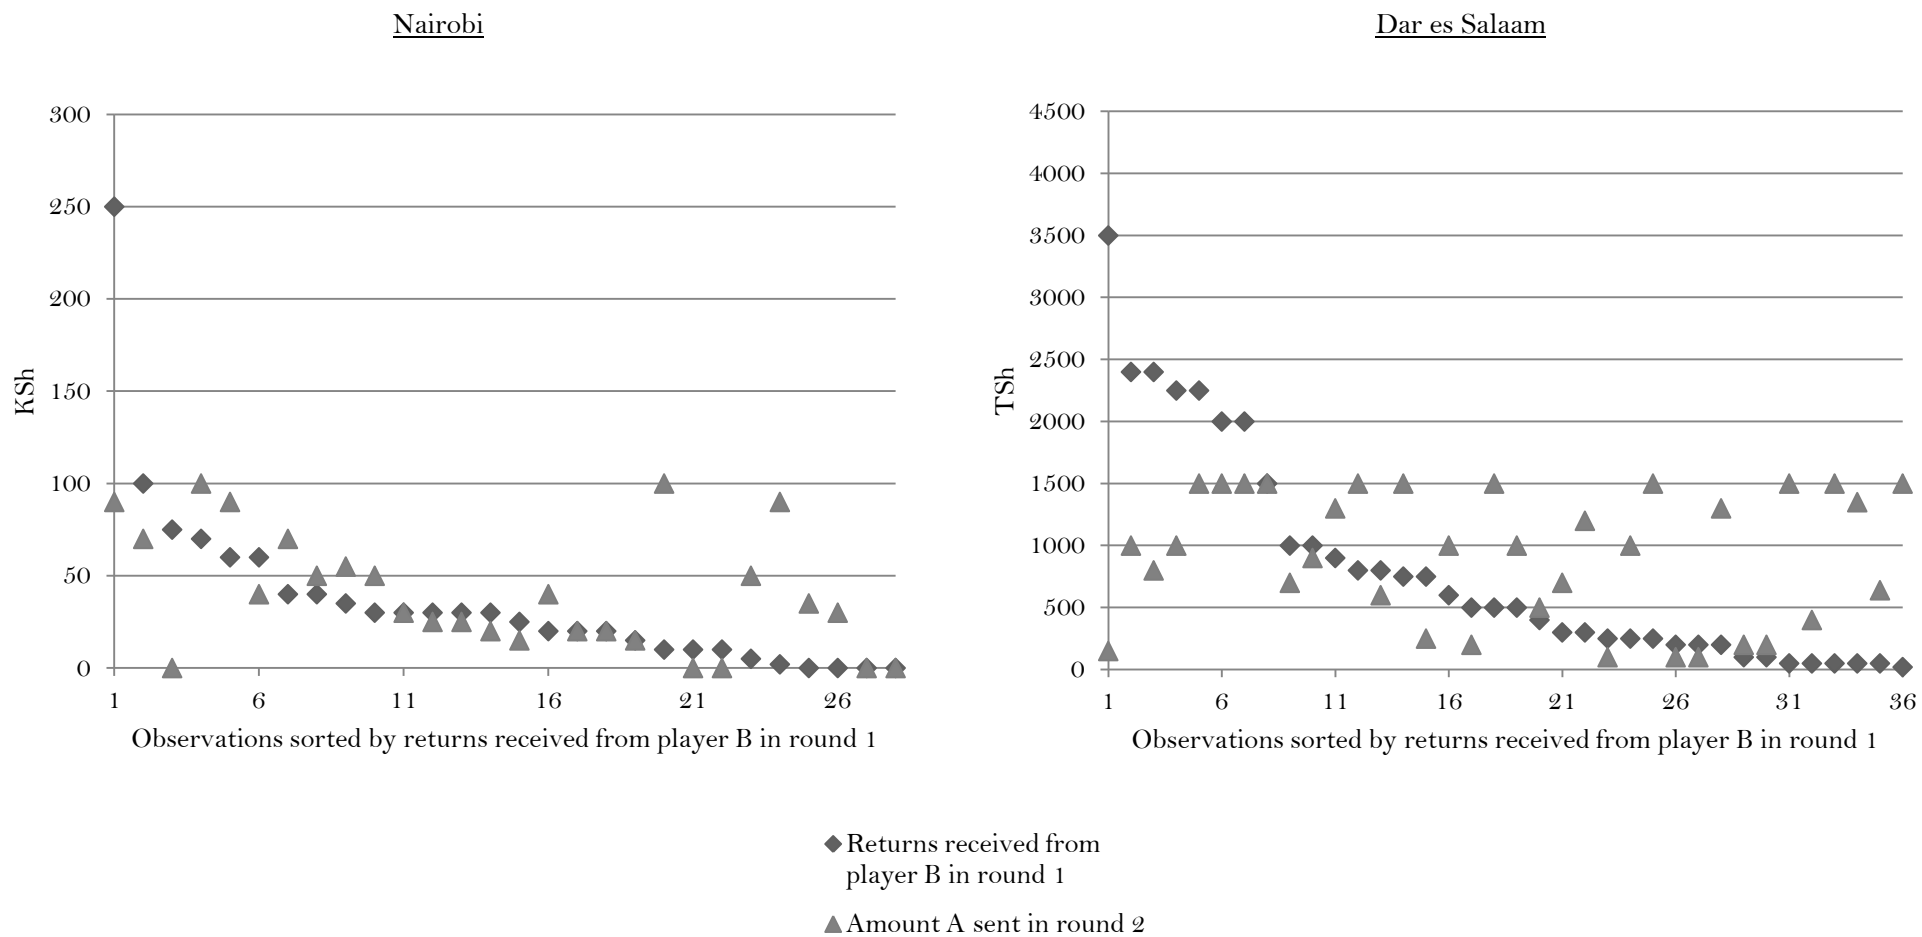 Nairobi
300
250
200
150
100
50
0
KSh
1 6 11 16 21 26
Observations sorted by returns received from player B in round 1
Dar es Salaam
4500
4000
3500
3000
2500
2000
1500
1000
500
0
TSh
1 6 11 16 21 26 31 36
Observations sorted by returns received from player B in round 1
Returns received from
player B in round 1
Amount A sent in round 2